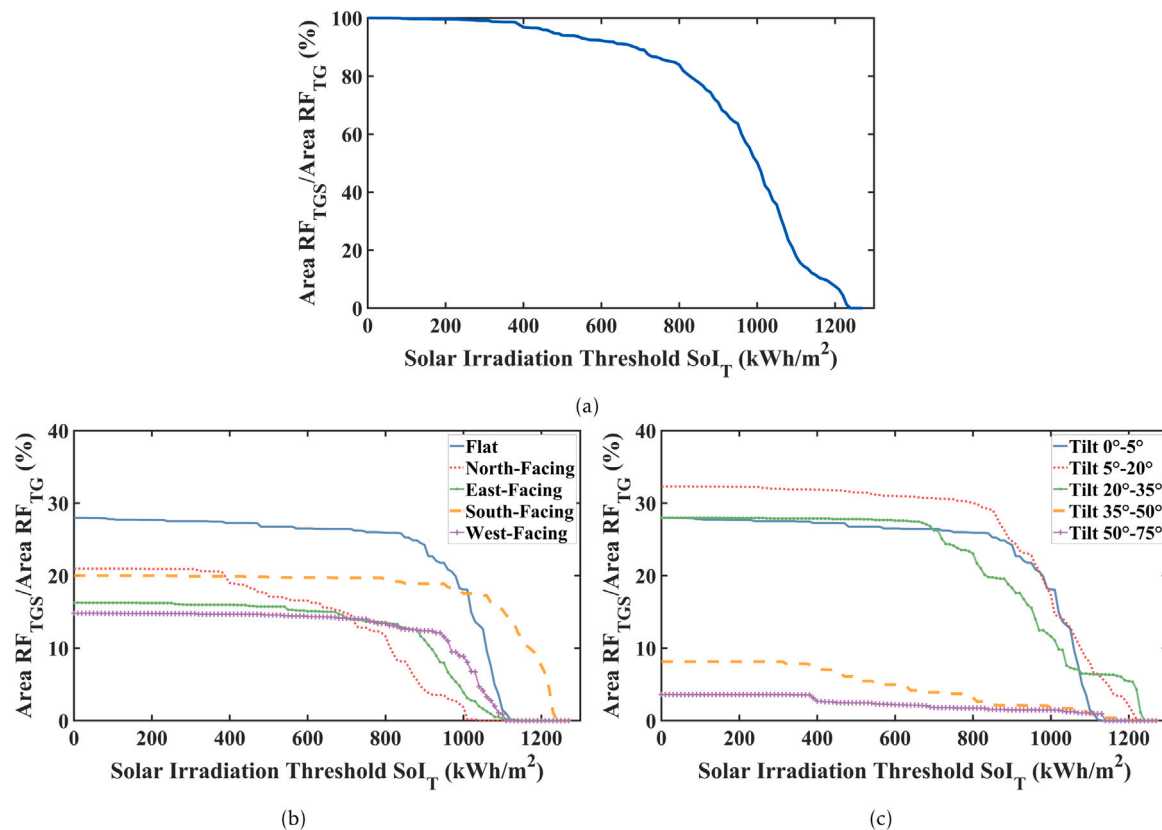 100
80
60
40
20
0
Area RF_TGS/Area RF_TG (%)
0 200 400 600 800 1000 1200
Solar Irradiation Threshold SoI_T (kWh/m²)
(a)
40
30
20
10
0
Area RF_TGS/Area RF_TG (%)
Flat
North-Facing
East-Facing
South-Facing
West-Facing
0 200 400 600 800 1000 1200
Solar Irradiation Threshold SoI_T (kWh/m²)
(b)
40
30
20
10
0
Area RF_TGS/Area RF_TG (%)
Tilt 0°-5°
Tilt 5°-20°
Tilt 20°-35°
Tilt 35°-50°
Tilt 50°-75°
0 200 400 600 800 1000 1200
Solar Irradiation Threshold SoI_T (kWh/m²)
(c)